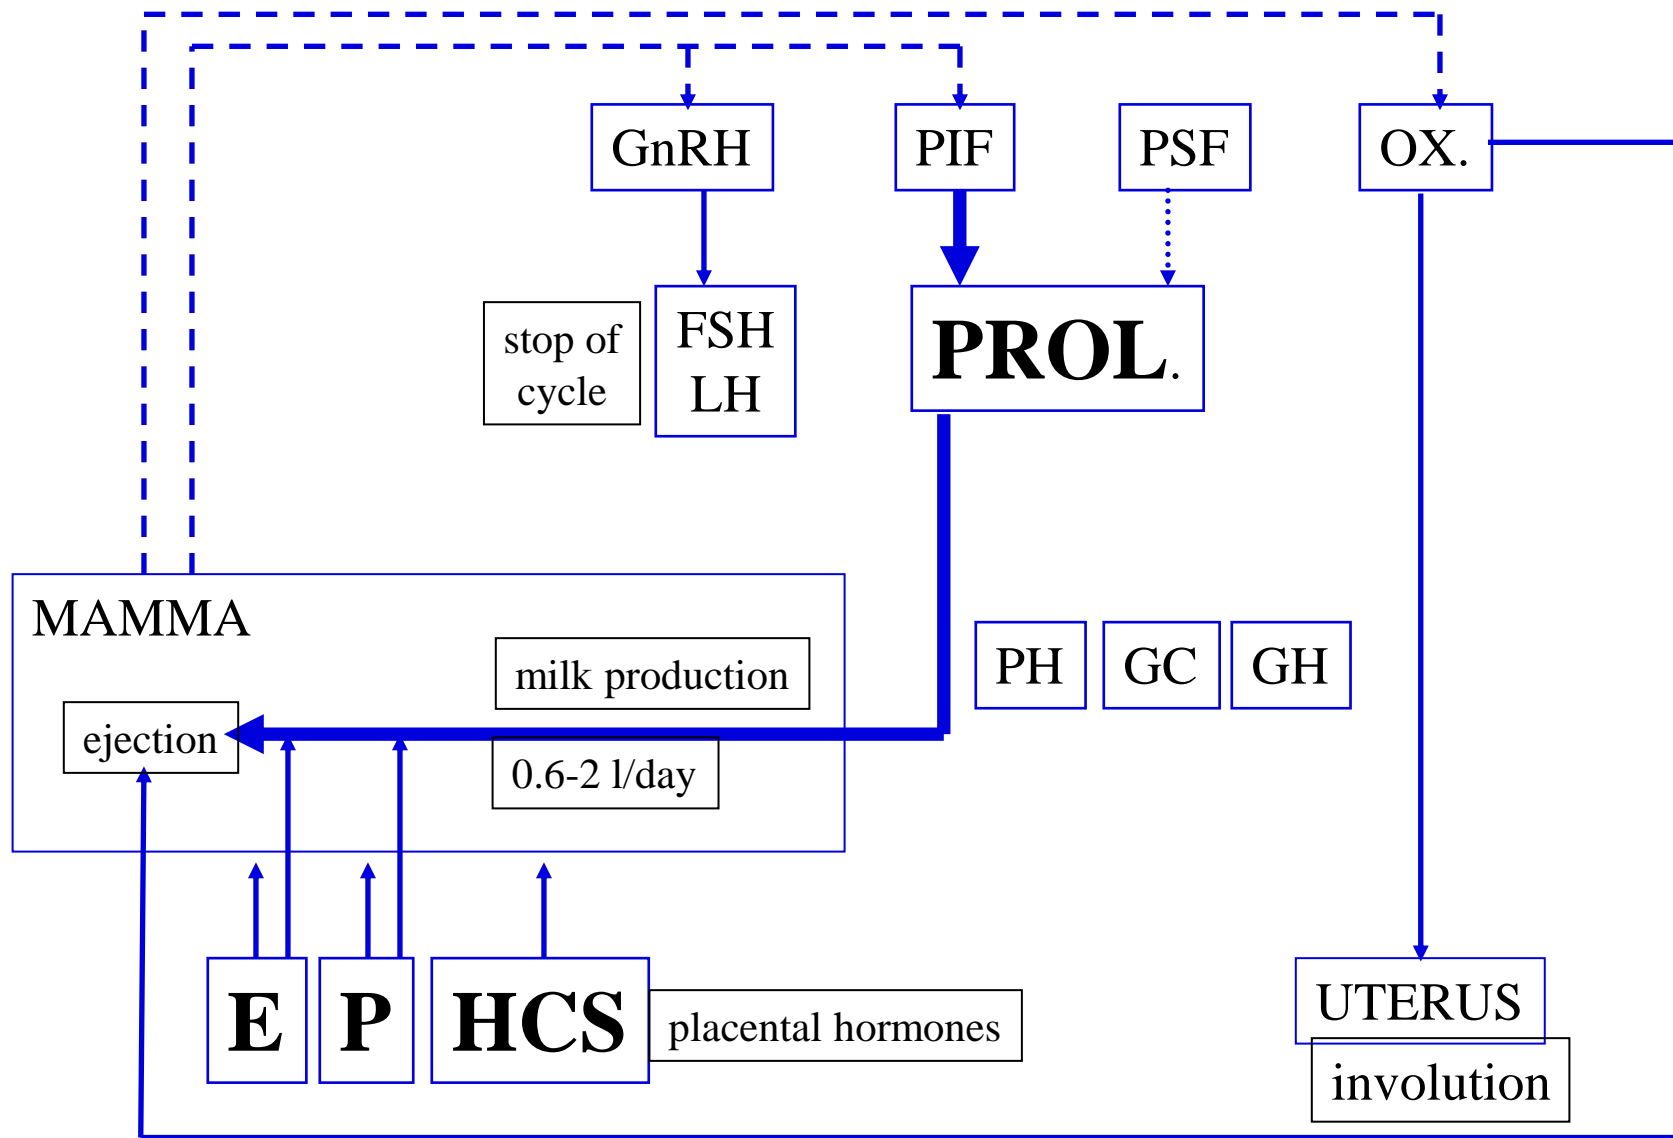 GnRH
PIF
PSF
OX.
stop of
cycle
FSH
LH
PROL.
MAMMA
milk production
PH
GC
GH
ejection
0.6-2 l/day
E
P
HCS
placental hormones
UTERUS
involution